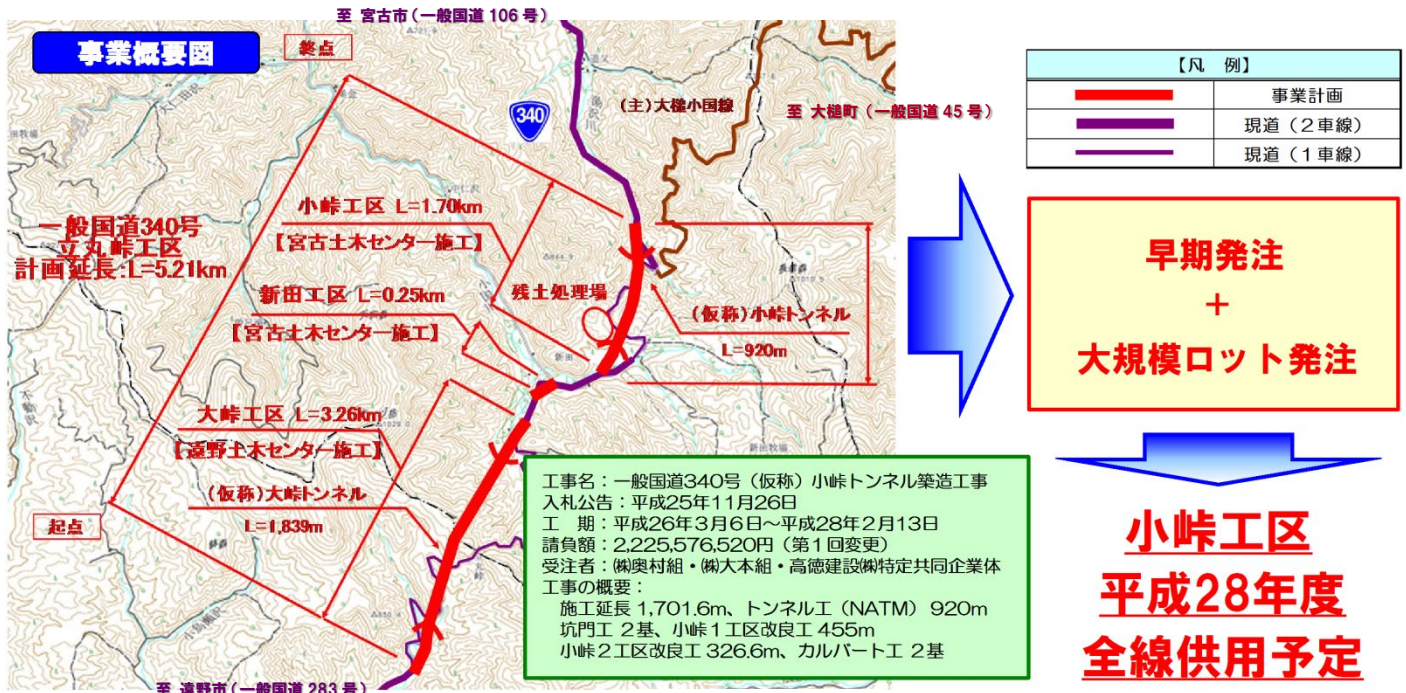 至 宮古市(一般国道 106 号)
事業概要図
終点
340
(主)大槌小国線
至 大槌町(一般国道 45 号)
一般国道340号
立丸峠工区
計画延長:L=5.21km
小峠工区 L=1.70km
【宮古土木センター施工】
新田工区 L=0.25km
【宮古土木センター施工】
残土処理場
(仮称)小峠トンネル
L=920m
新田
大峠工区 L=3.26km
【遠野土木センター施工】
(仮称)大峠トンネル
L=1,839m
起点
至 遠野市(一般国道 283 号)
工事名:一般国道340号(仮称)小峠トンネル築造工事
入札公告:平成25年11月26日
工 期:平成26年3月6日~平成28年2月13日
請負額:2,225,576,520円(第1回変更)
受注者:㈱奥村組・㈱大本組・高徳建設㈱特定共同企業体
工事の概要:
施工延長 1,701.6m、トンネル工(NATM) 920m
坑門工 2基、小峠1工区改良工 455m
小峠2工区改良工 326.6m、カルバート工 2基
【凡 例】
事業計画
現道(2車線)
現道(1車線)
早期発注
+
大規模ロット発注
小峠工区
平成28年度
全線供用予定